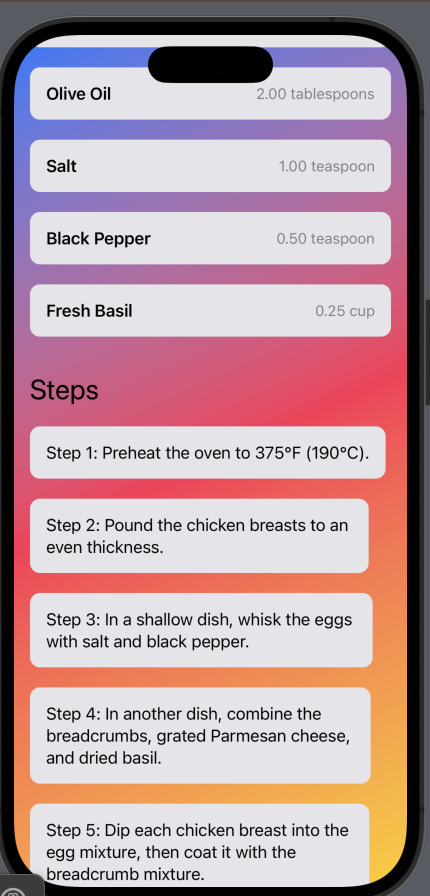 Olive Oil 2.00 tablespoons
Salt 1.00 teaspoon
Black Pepper 0.50 teaspoon
Fresh Basil 0.25 cup
Steps
Step 1: Preheat the oven to 375°F (190°C).
Step 2: Pound the chicken breasts to an
even thickness.
Step 3: In a shallow dish, whisk the eggs
with salt and black pepper.
Step 4: In another dish, combine the
breadcrumbs, grated Parmesan cheese,
and dried basil.
Step 5: Dip each chicken breast into the
egg mixture, then coat it with the
breadcrumb mixture.